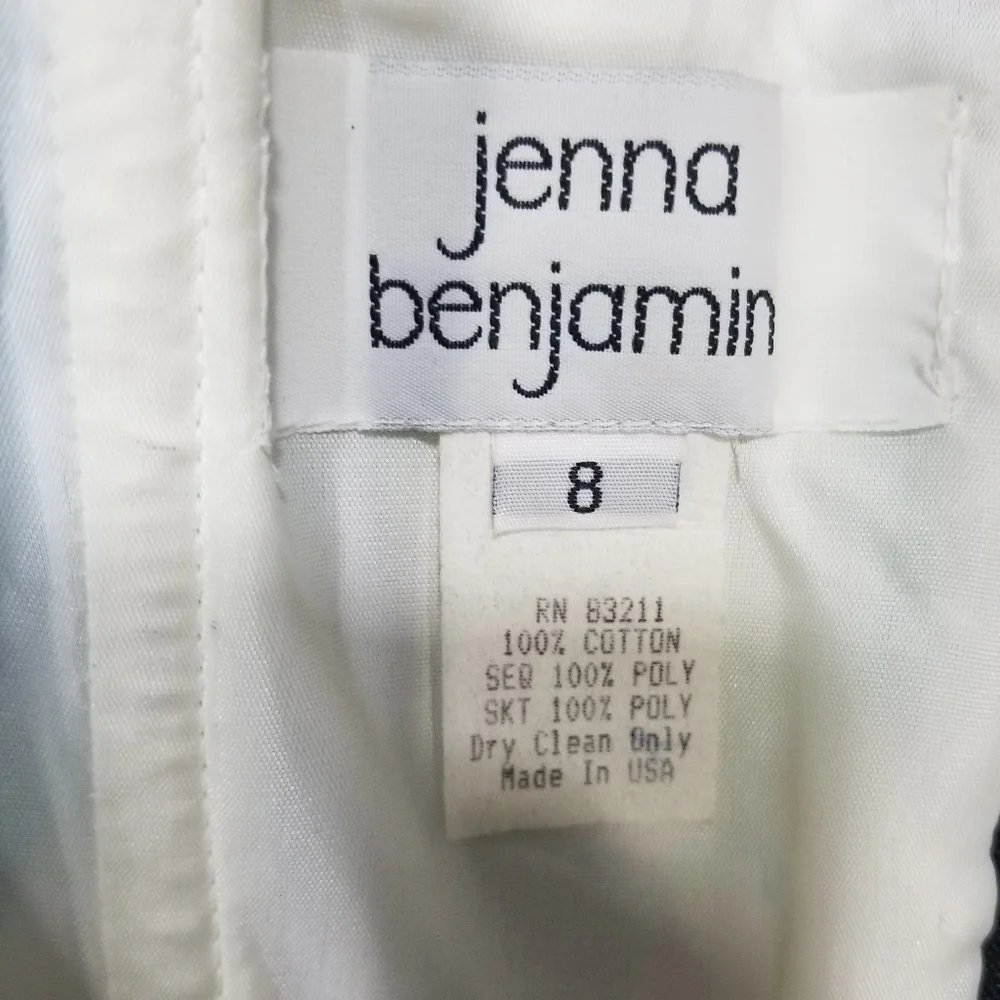 jenna
benjamin
8
RN 83211
100% COTTON
SEQ 100% POLY
SKT 100% POLY
Dry Clean Only
Made In USA